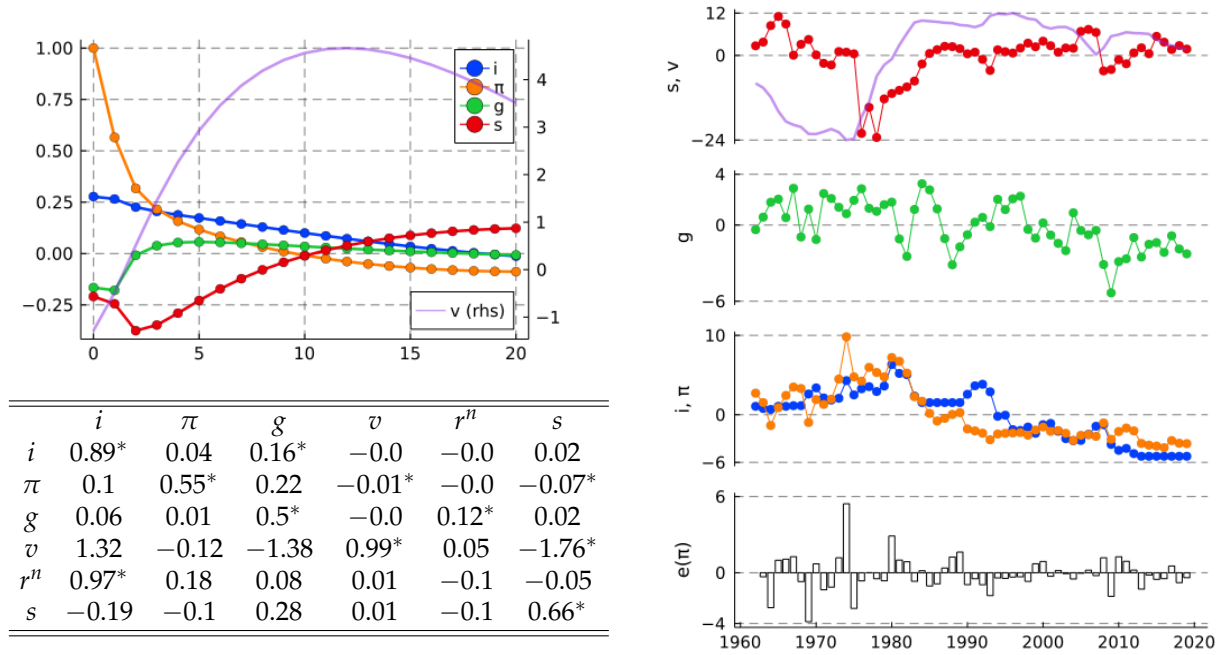 1.00
0.75
0.50
0.25
0.00
−0.25
i
π
g
s
v (rhs)
4
3
2
1
0
−1
0 5 10 15 20
i π g v rⁿ s
i 0.89* 0.04 0.16* −0.0 −0.0 0.02
π 0.1 0.55* 0.22 −0.01* −0.0 −0.07*
g 0.06 0.01 0.5* −0.0 0.12* 0.02
v 1.32 −0.12 −1.38 0.99* 0.05 −1.76*
rⁿ 0.97* 0.18 0.08 0.01 −0.1 −0.05
s −0.19 −0.1 0.28 0.01 −0.1 0.66*
s, v
12
0
−24
g
4
0
−6
i, π
10
0
−6
e(π)
6
0
−4
1960 1970 1980 1990 2000 2010 2020